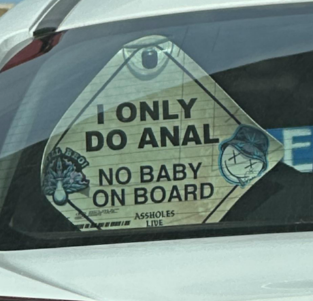 I ONLY
DO ANAL
NO BABY
ON BOARD
ASSHOLES
LIVE
E